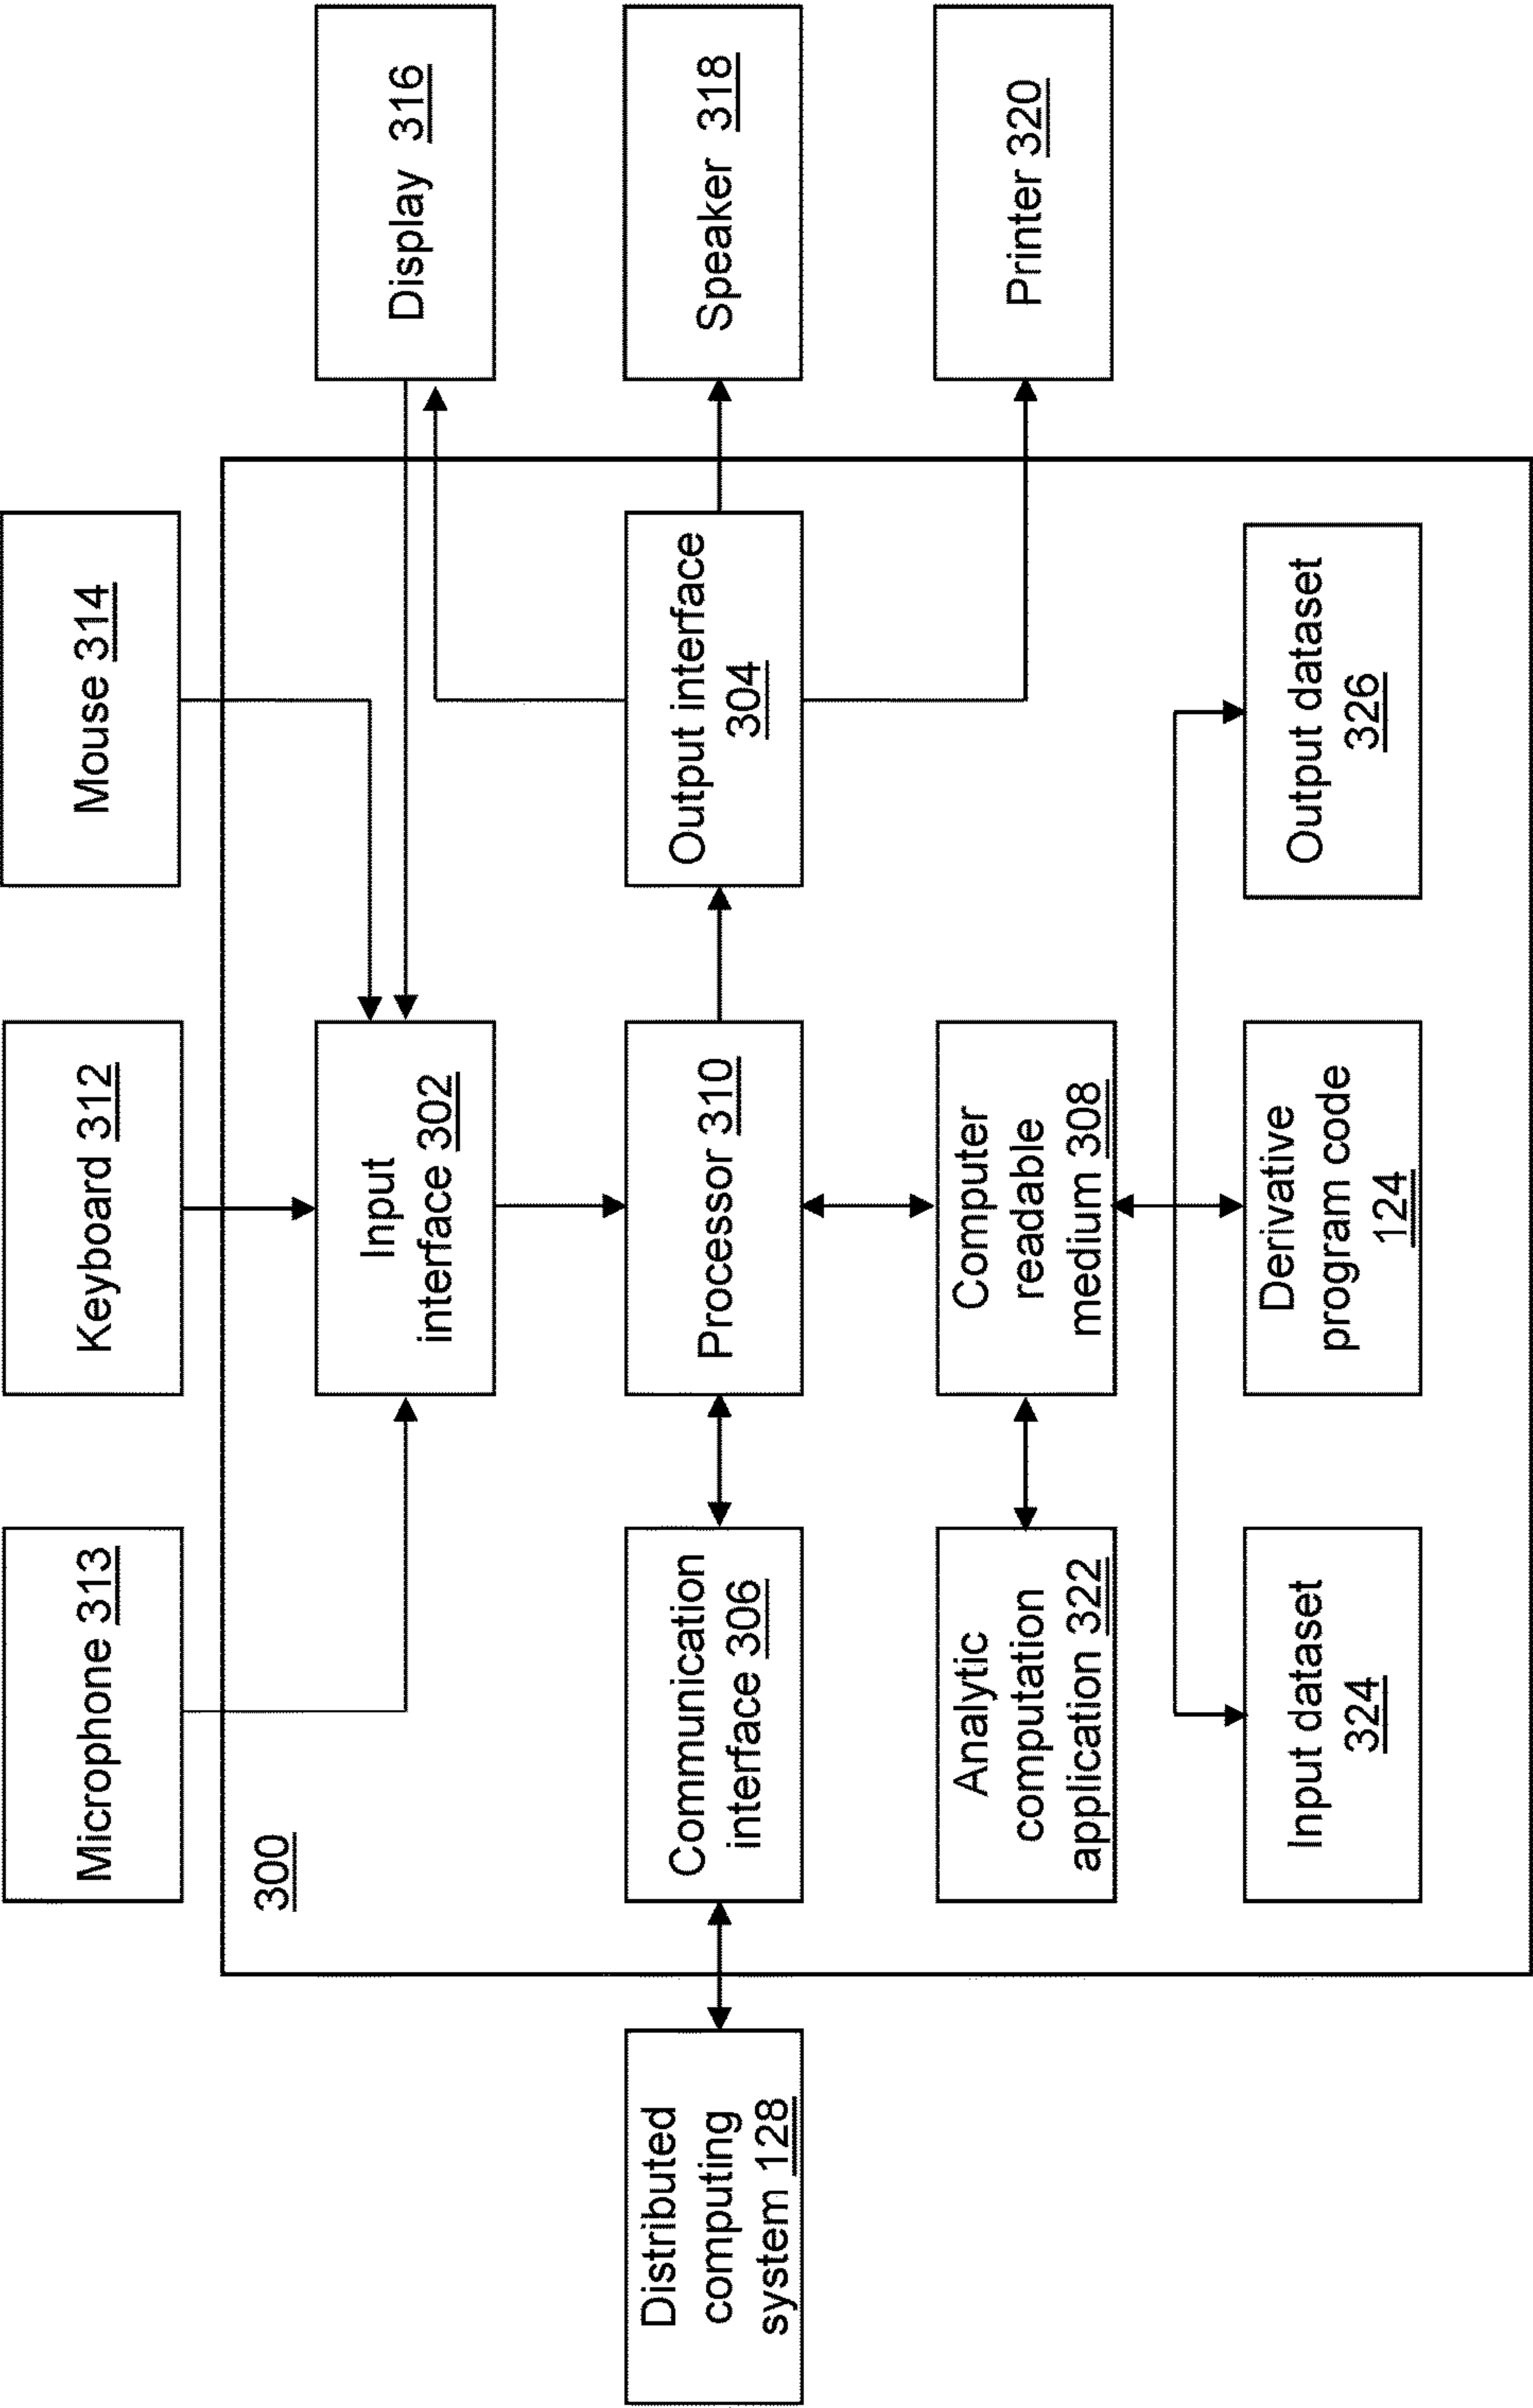 Microphone 313
Keyboard 312
Mouse 314
300
Input
interface 302
Display 316
Distributed
computing
system 128
Communication
interface 306
Processor 310
Output interface
304
Speaker 318
Analytic
computation
application 322
Computer
readable
medium 308
Printer 320
Input dataset
324
Derivative
program code
124
Output dataset
326